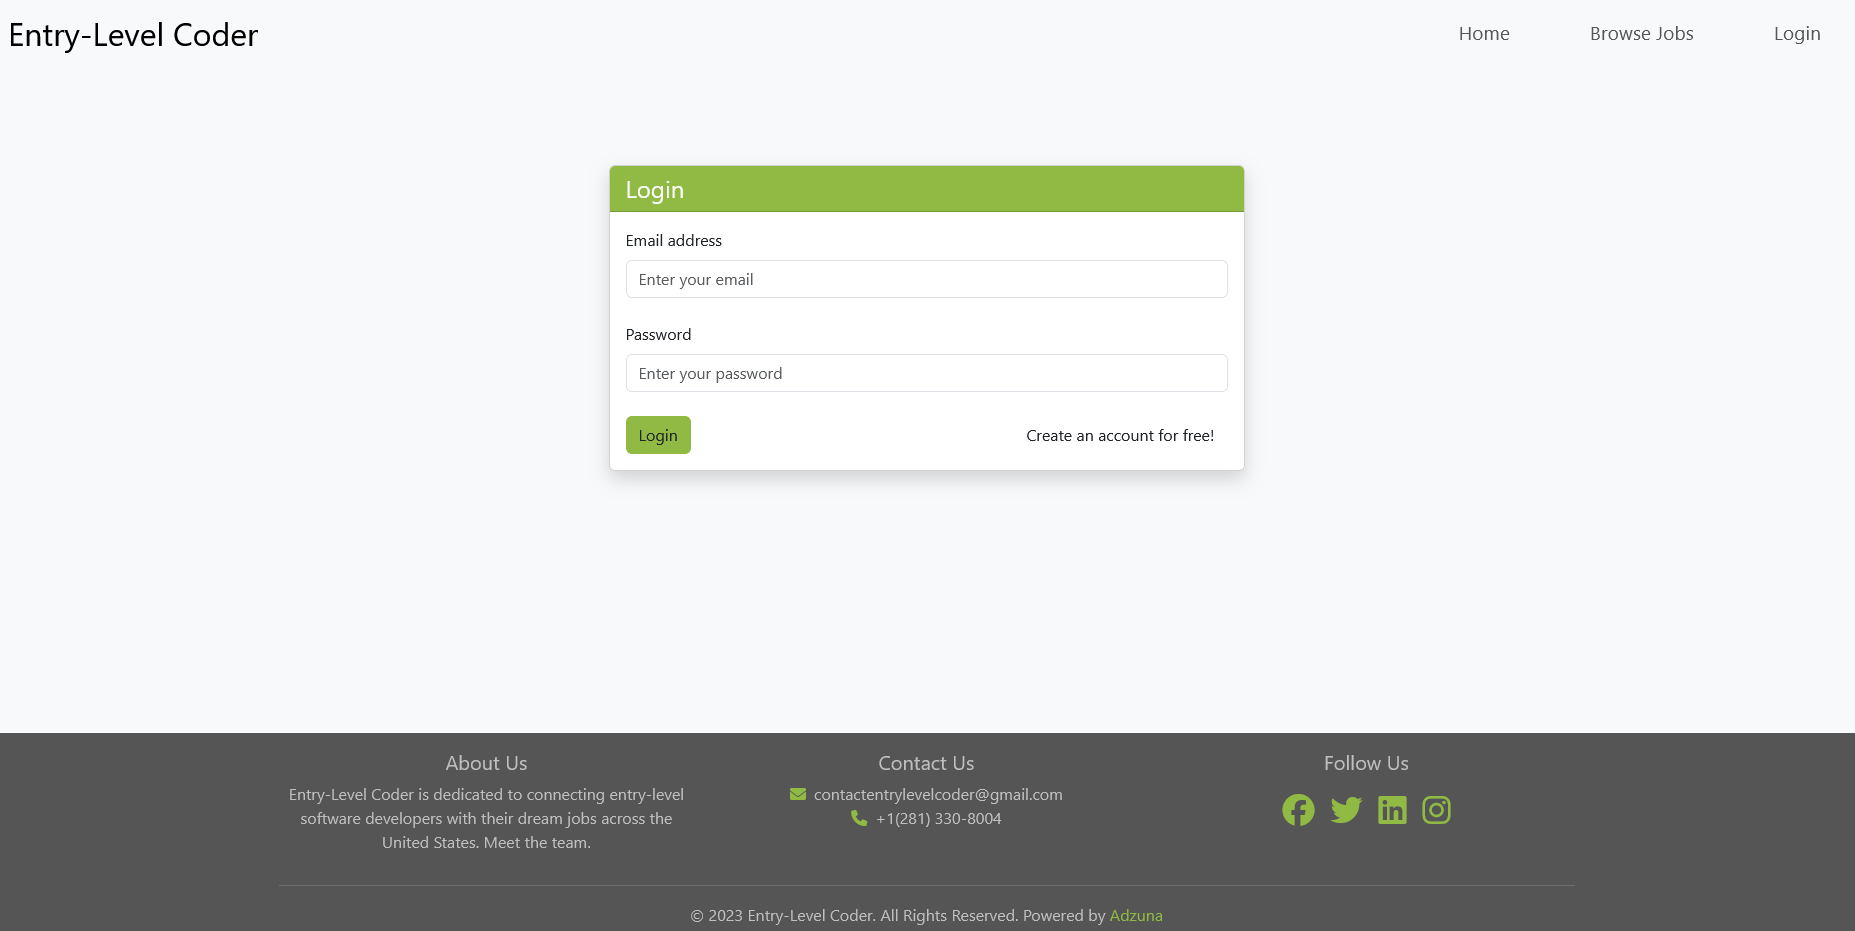 Entry-Level Coder
Home
Browse Jobs
Login
Login
Email address
Enter your email
Password
Enter your password
Login
Create an account for free!
About Us
Entry-Level Coder is dedicated to connecting entry-level
software developers with their dream jobs across the
United States. Meet the team.
Contact Us
contactentrylevelcoder@gmail.com
+1(281) 330-8004
Follow Us
© 2023 Entry-Level Coder. All Rights Reserved. Powered by Adzuna